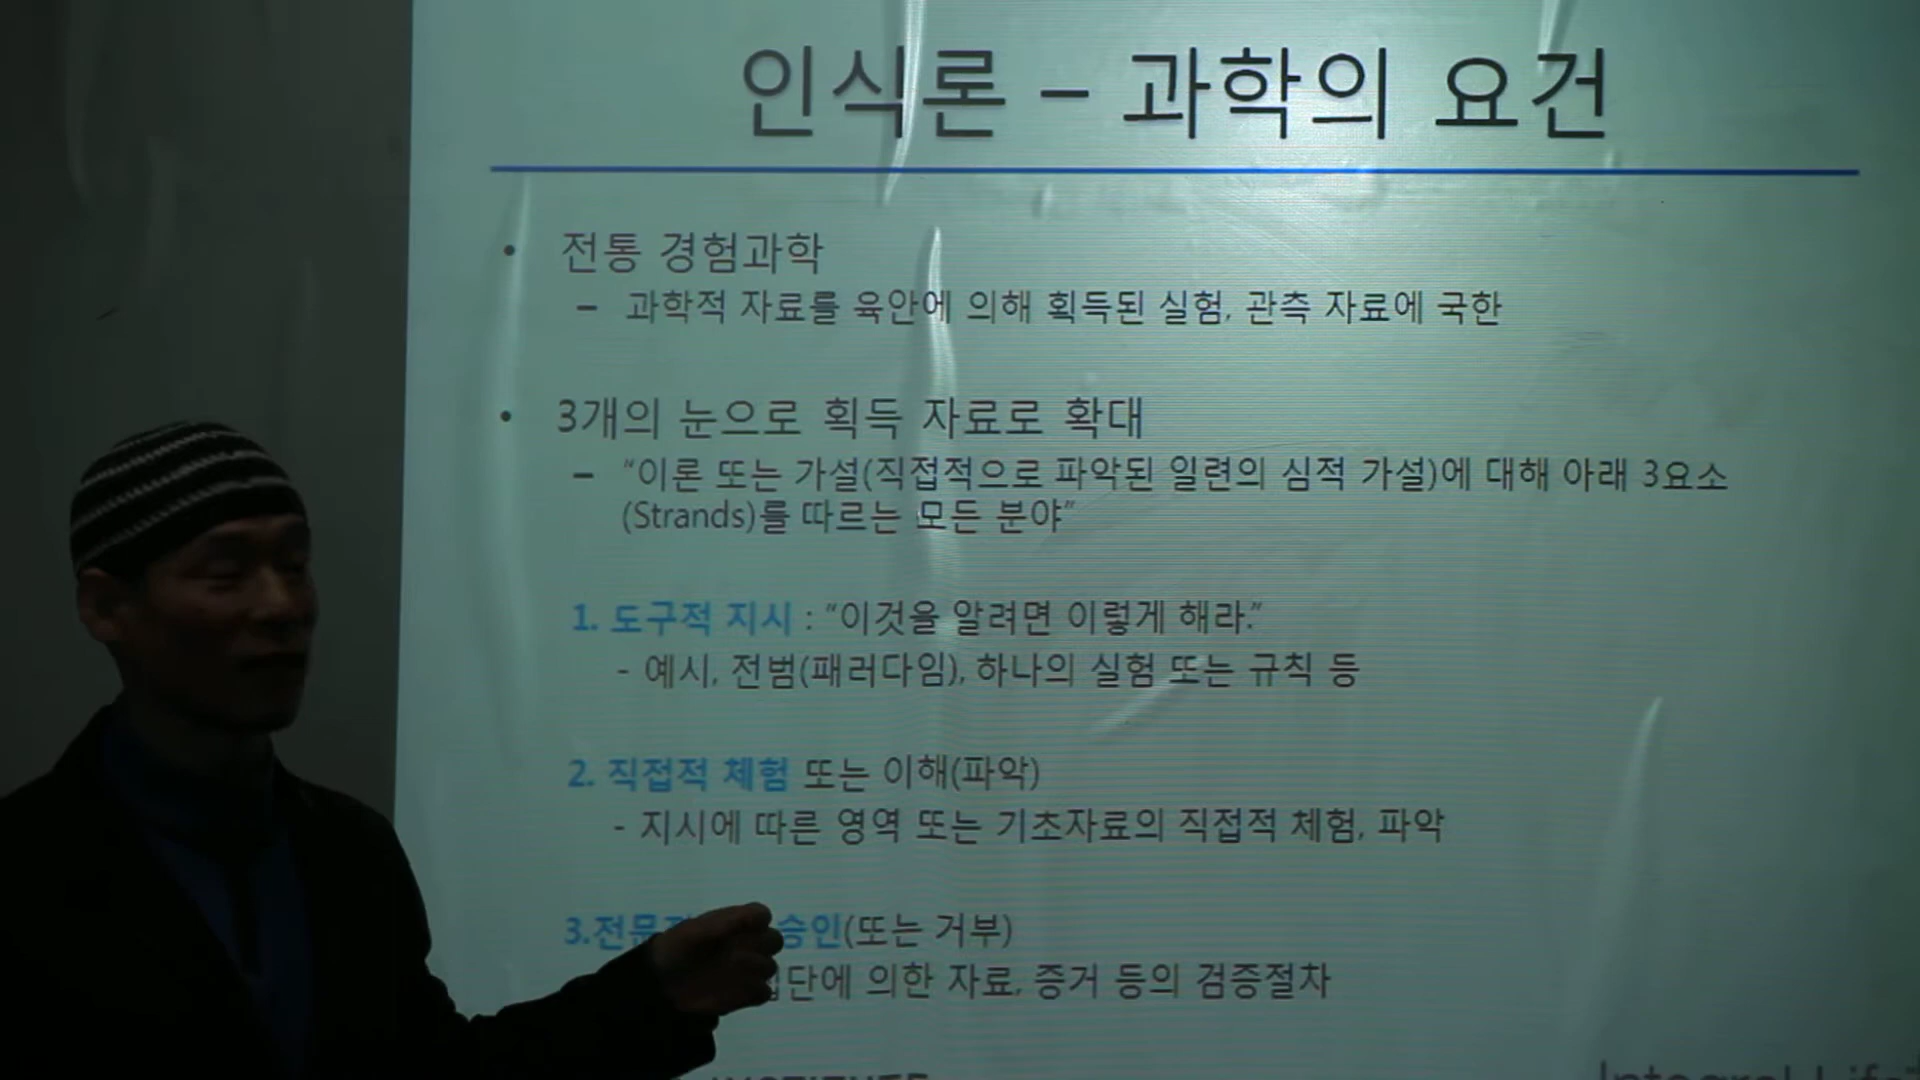 인식론 – 과학의 요건
• 전통 경험과학
– 과학적 자료를 육안에 의해 획득된 실험, 관측 자료에 국한
• 3개의 눈으로 획득 자료로 확대
– “이론 또는 가설(직접적으로 파악된 일련의 심적 가설)에 대해 아래 3요소
(Strands)를 따르는 모든 분야”
1. 도구적 지시 : “이것을 알려면 이렇게 해라.”
- 예시, 전범(패러다임), 하나의 실험 또는 규칙 등
2. 직접적 체험 또는 이해(파악)
- 지시에 따른 영역 또는 기초자료의 직접적 체험, 파악
3.전문 승인(또는 거부)
의한 자료, 증거 등의 검증절차
Integral